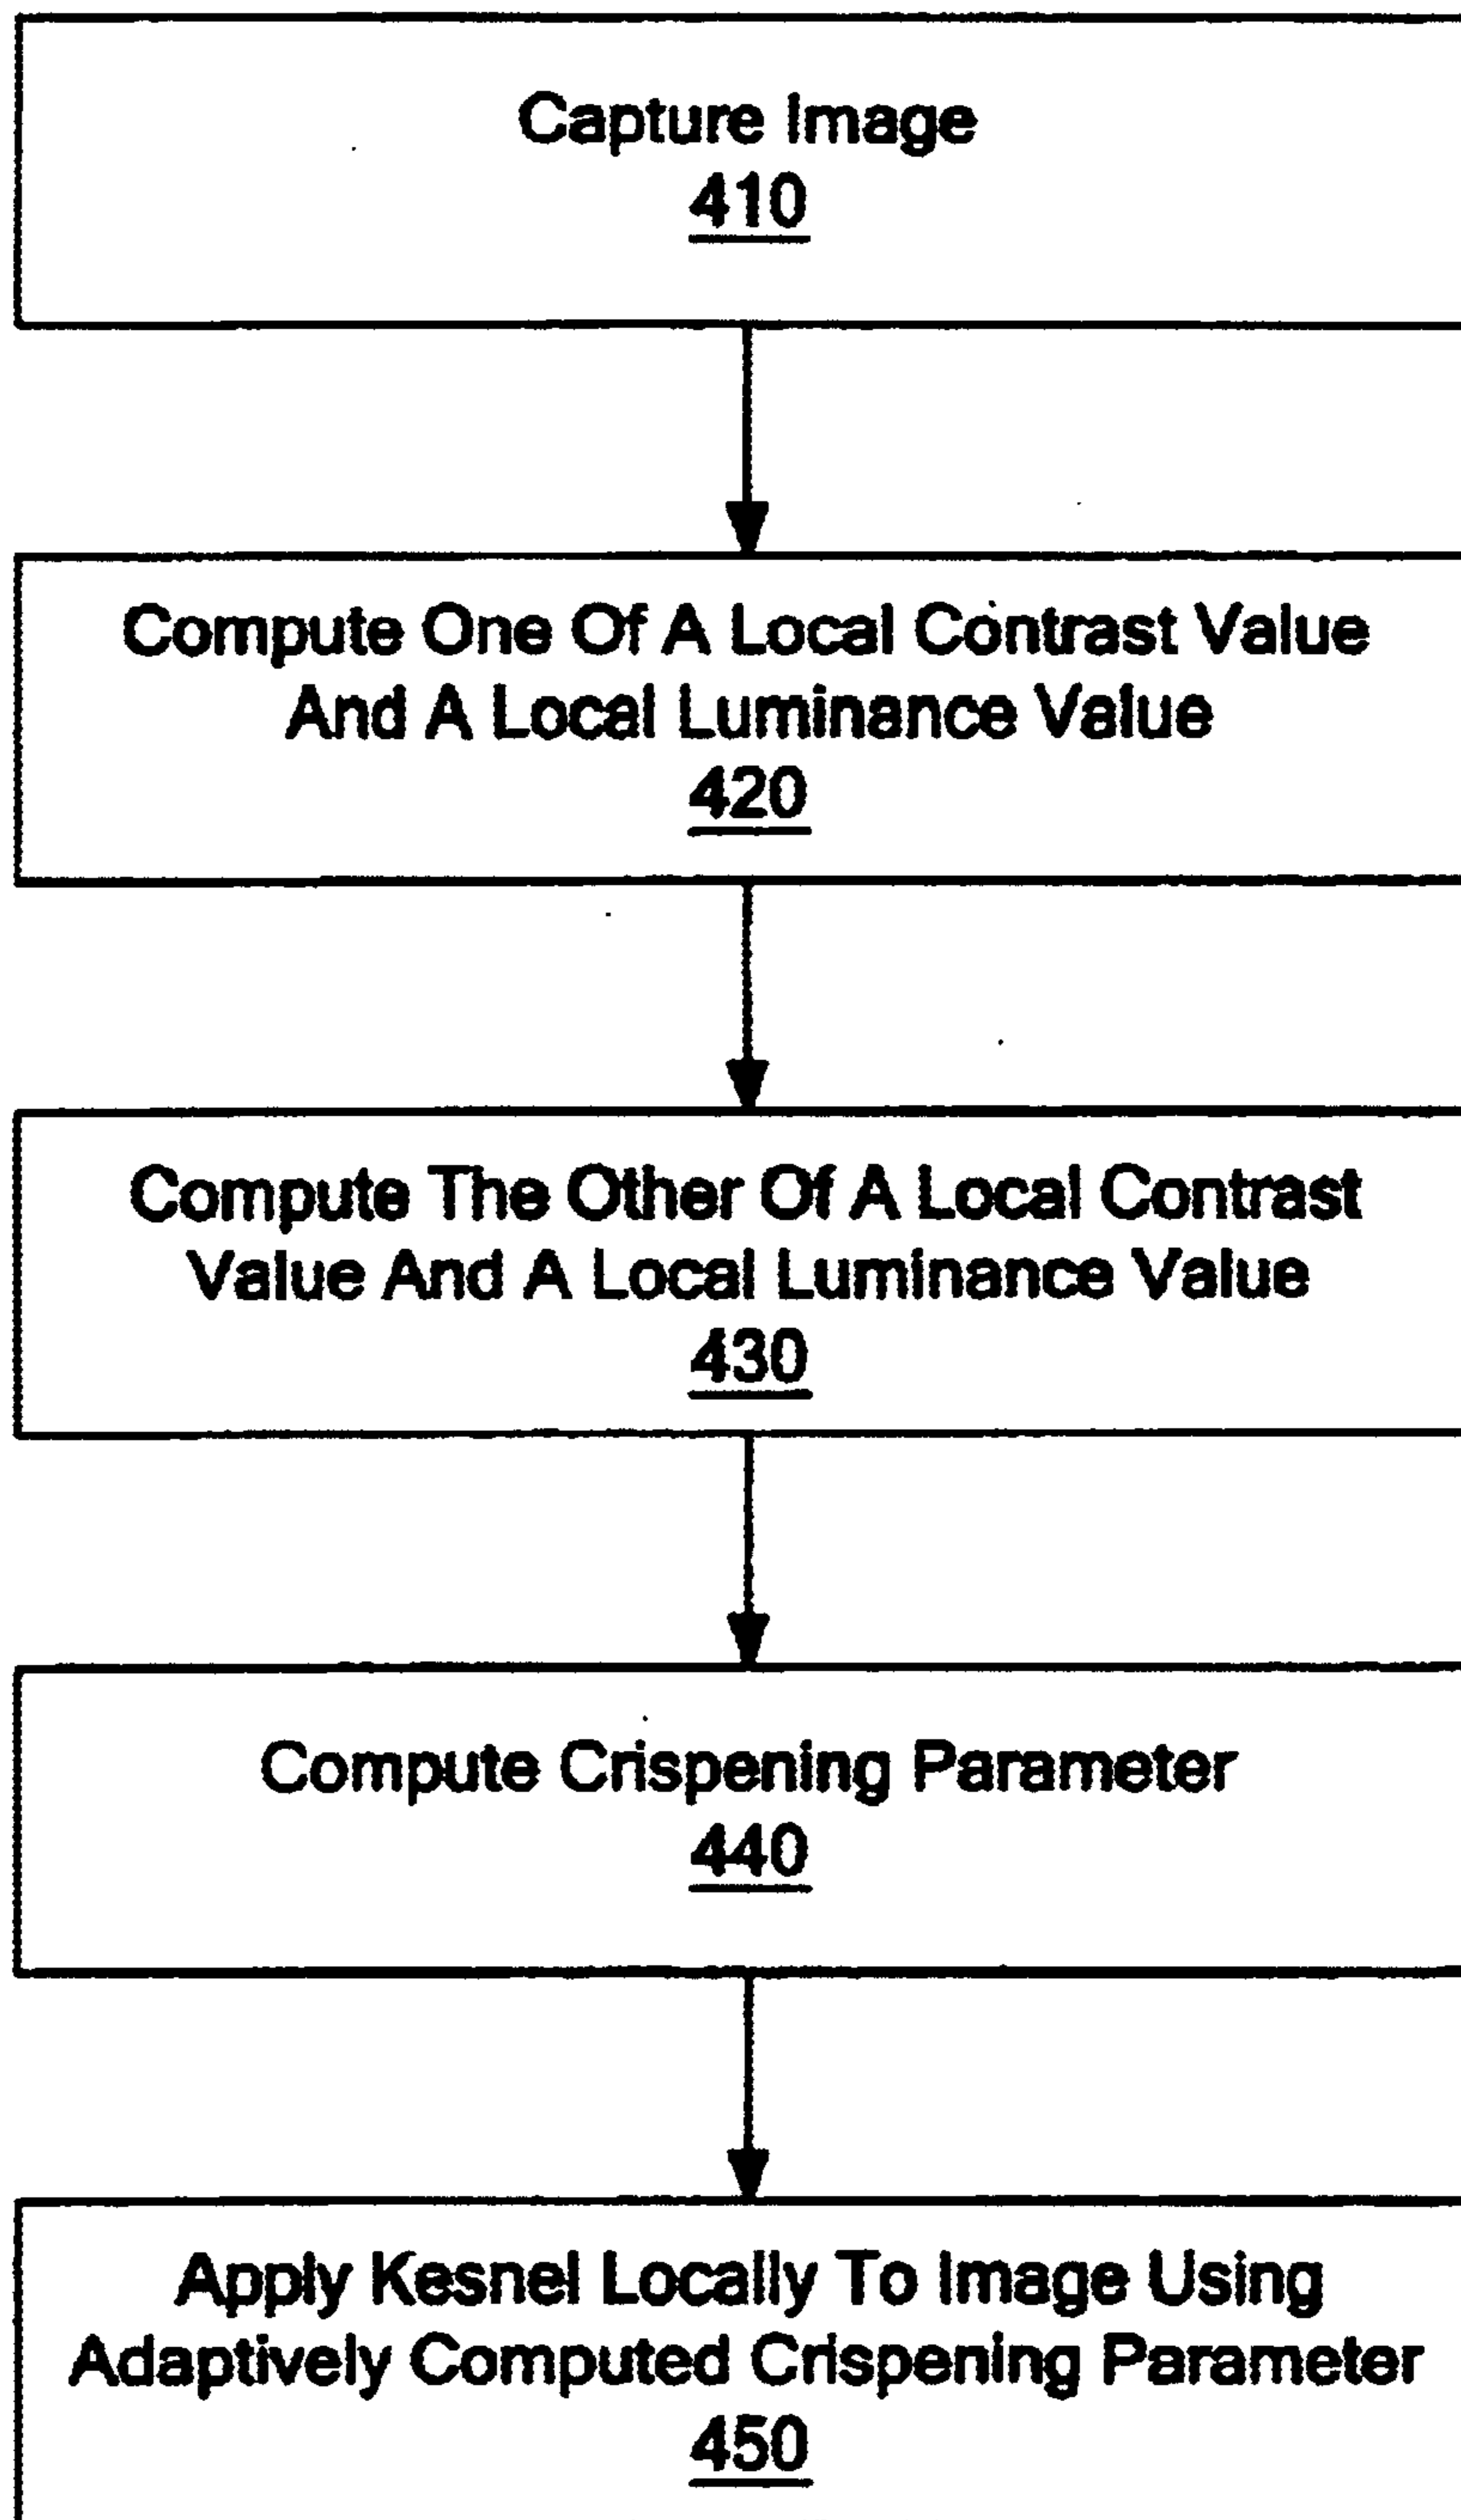 Capture Image
410
Compute One Of A Local Contrast Value
And A Local Luminance Value
420
Compute The Other Of A Local Contrast
Value And A Local Luminance Value
430
Compute Crispening Parameter
440
Apply Kesnel Locally To Image Using
Adaptively Computed Crispening Parameter
450